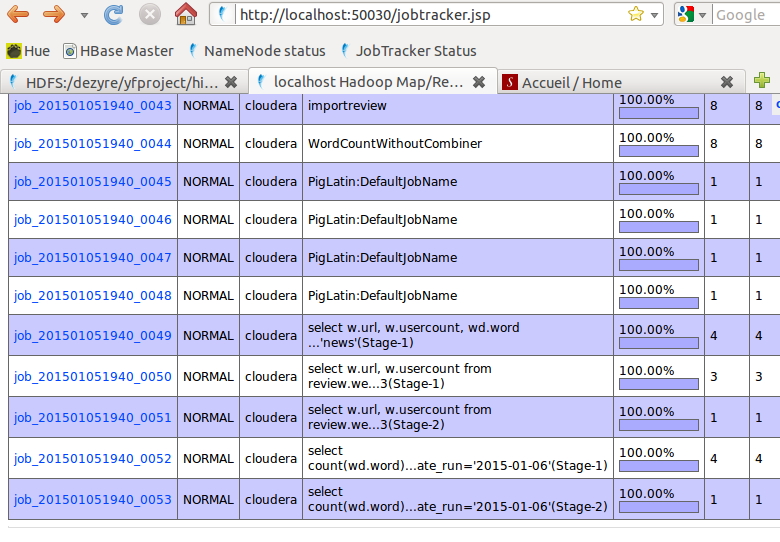 http://localhost:50030/jobtracker.jsp
Google
Hue HBase Master NameNode status JobTracker Status
HDFS:/dezyre/yfproject/hi... localhost Hadoop Map/Re... Accueil / Home
job_201501051940_0043 NORMAL cloudera importreview 100.00% 8 8
job_201501051940_0044 NORMAL cloudera WordCountWithoutCombiner 100.00% 8 8
job_201501051940_0045 NORMAL cloudera PigLatin:DefaultJobName 100.00% 1 1
job_201501051940_0046 NORMAL cloudera PigLatin:DefaultJobName 100.00% 1 1
job_201501051940_0047 NORMAL cloudera PigLatin:DefaultJobName 100.00% 1 1
job_201501051940_0048 NORMAL cloudera PigLatin:DefaultJobName 100.00% 1 1
job_201501051940_0049 NORMAL cloudera select w.url, w.usercount, wd.word 100.00% 4 4
...'news'(Stage-1)
job_201501051940_0050 NORMAL cloudera select w.url, w.usercount from 100.00% 3 3
review.we...3(Stage-1)
job_201501051940_0051 NORMAL cloudera select w.url, w.usercount from 100.00% 1 1
review.we...3(Stage-2)
job_201501051940_0052 NORMAL cloudera select 100.00% 4 4
count(wd.word)...ate_run='2015-01-06'(Stage-1)
job_201501051940_0053 NORMAL cloudera select 100.00% 1 1
count(wd.word)...ate_run='2015-01-06'(Stage-2)